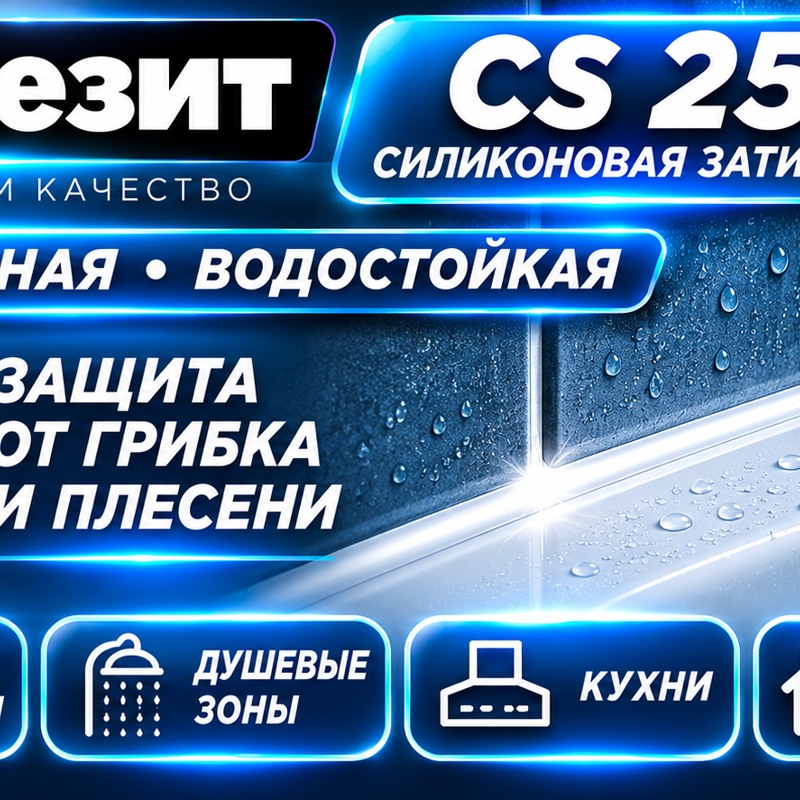 езит
CS 25
СИЛИКОНОВАЯ ЗАТИ
М КАЧЕСТВО
НАЯ • ВОДОСТОЙКАЯ
ЗАЩИТА
ОТ ГРИБКА
И ПЛЕСЕНИ
ДУШЕВЫЕ
ЗОНЫ
КУХНИ